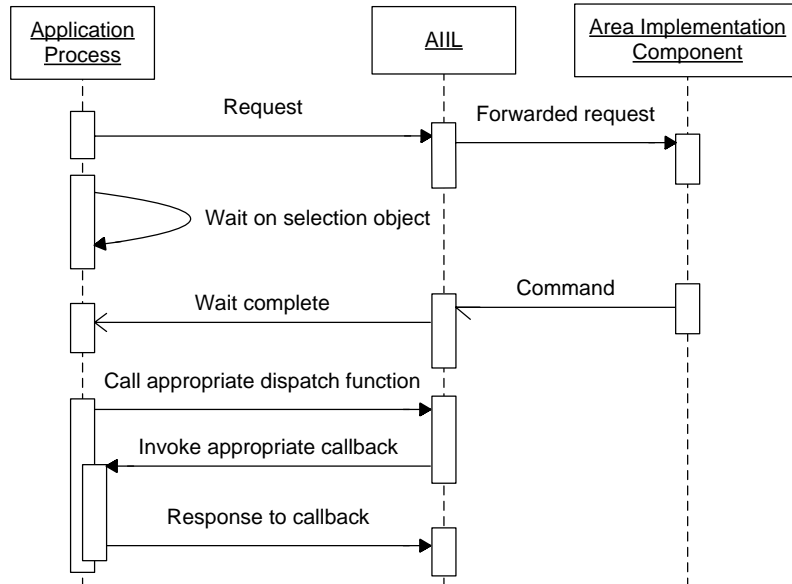 Application
Process
AIIL
Area Implementation
Component
Request
Forwarded request
Wait on selection object
Command
Wait complete
Call appropriate dispatch function
Invoke appropriate callback
Response to callback